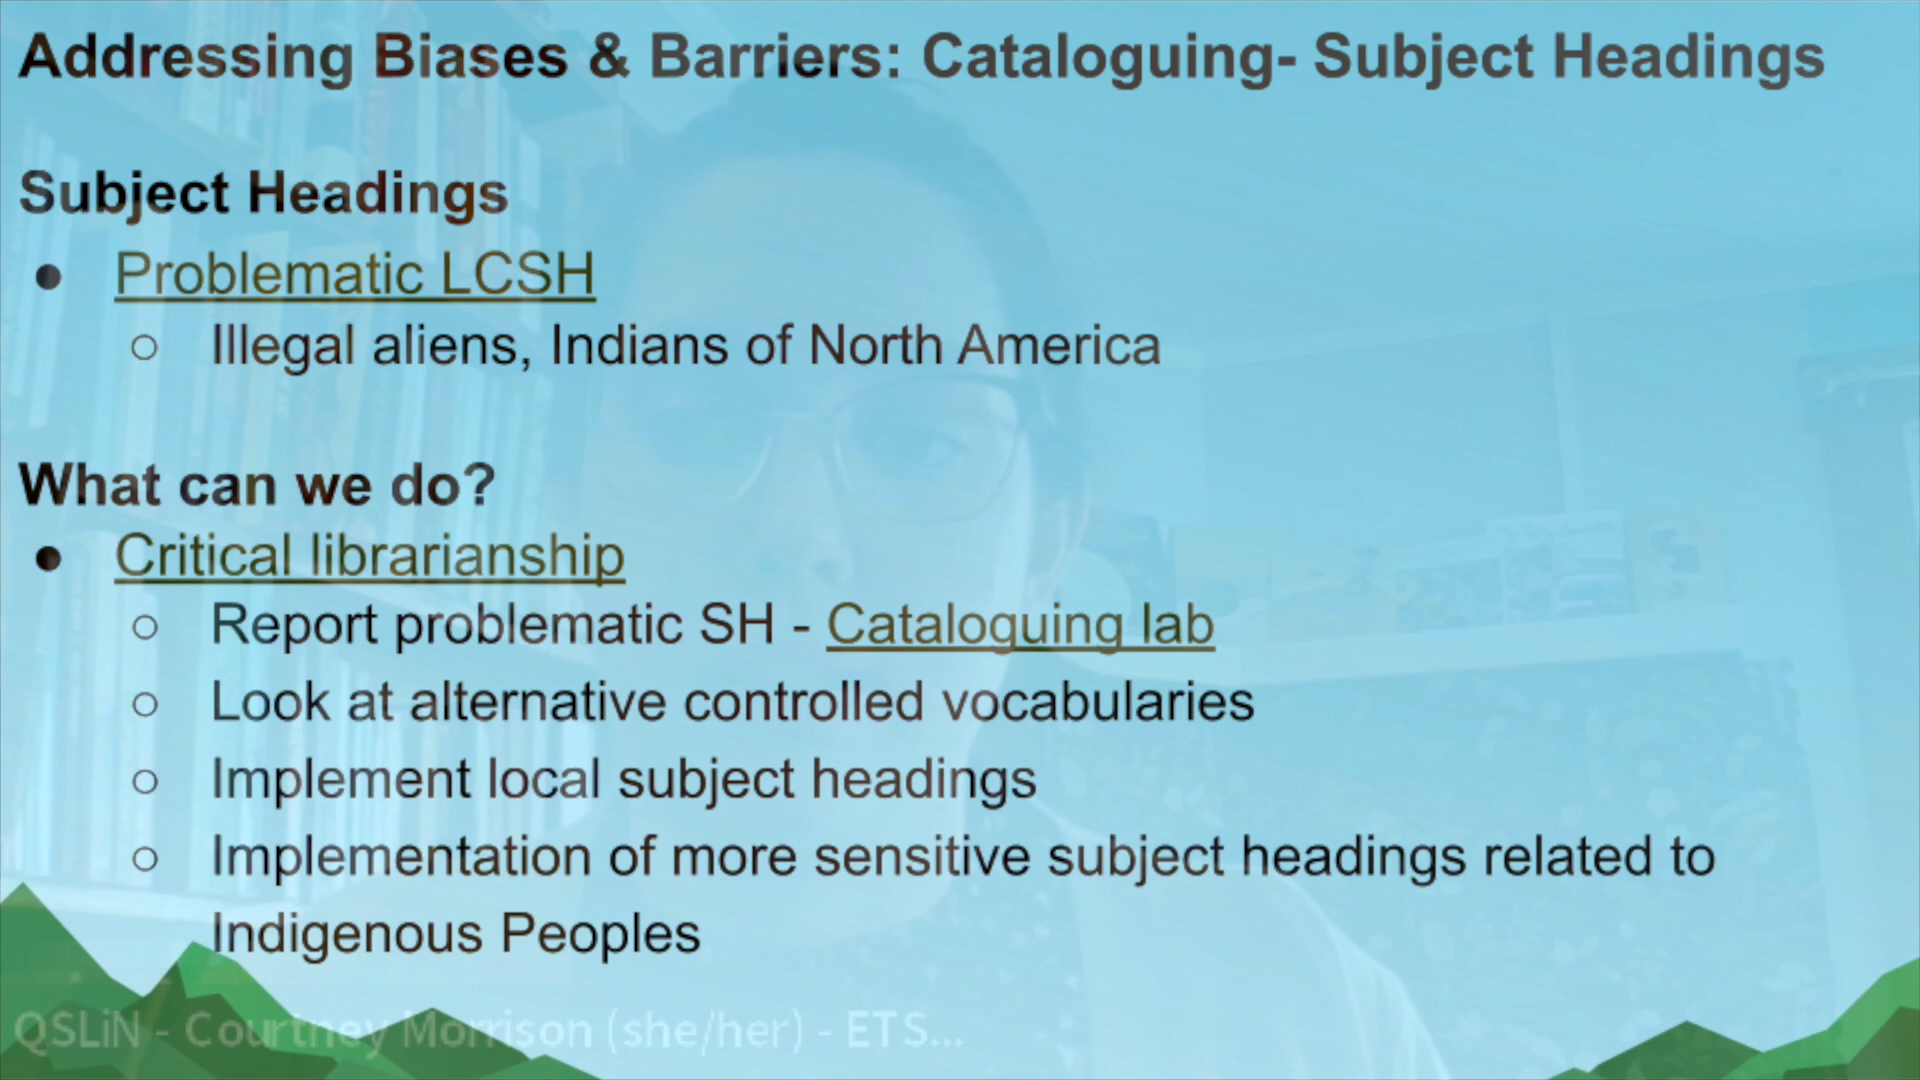 Addressing Biases & Barriers: Cataloguing- Subject Headings
Subject Headings
● Problematic LCSH
○ Illegal aliens, Indians of North America
What can we do?
● Critical librarianship
○ Report problematic SH - Cataloguing lab
○ Look at alternative controlled vocabularies
○ Implement local subject headings
○ Implementation of more sensitive subject headings related to
Indigenous Peoples
QSLiN - Courtney Morrison (she/her) - ETS...